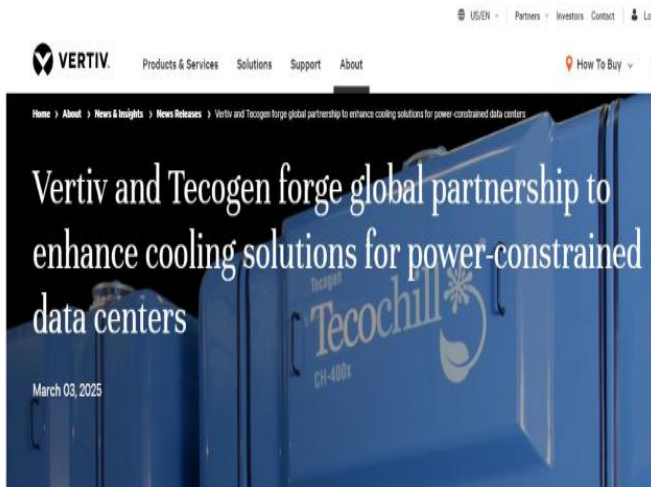 US/EN
Partners
Investors
Contact
VERTIV.
Products & Services
Solutions
Support
About
How To Buy
Home > About > News & Insights > News Releases > Vertiv and Tecogen forge global partnership to enhance cooling solutions for power-constrained data centers
Vertiv and Tecogen forge global partnership to
enhance cooling solutions for power-constrained
data centers
March 03, 2025
Tecogen
Tecochill®
CH-400x